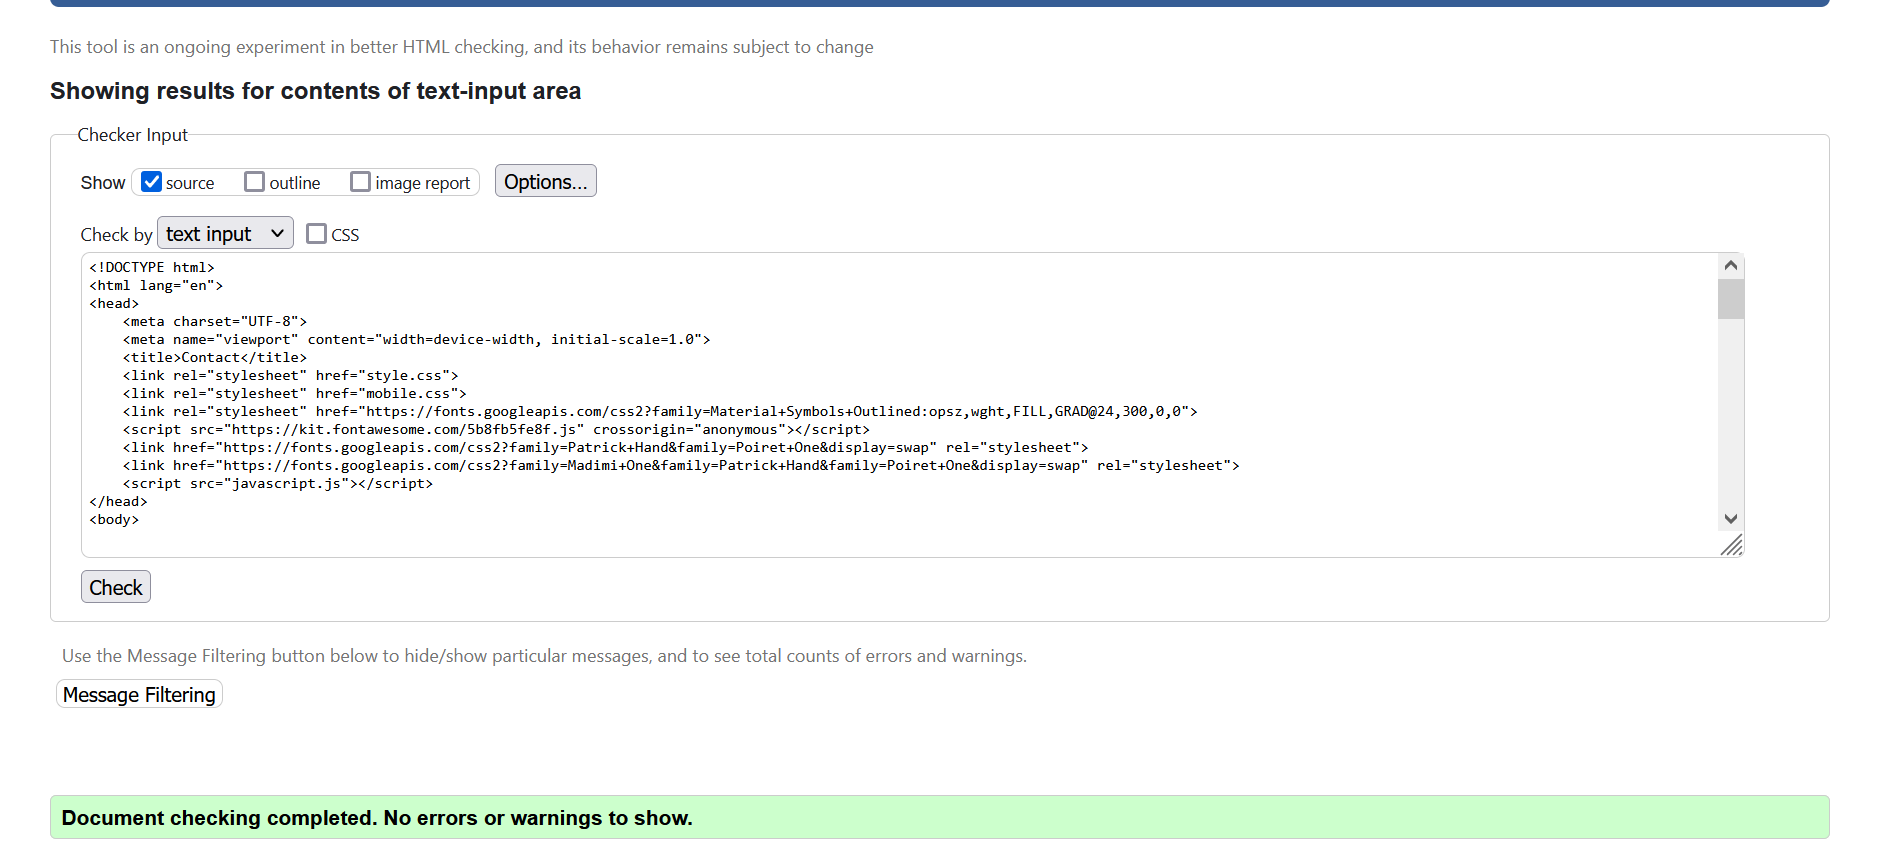 This tool is an ongoing experiment in better HTML checking, and its behavior remains subject to change
Showing results for contents of text-input area
Checker Input
Show source outline image report Options...
Check by text input CSS
<!DOCTYPE html>
<html lang="en">
<head>
    <meta charset="UTF-8">
    <meta name="viewport" content="width=device-width, initial-scale=1.0">
    <title>Contact</title>
    <link rel="stylesheet" href="style.css">
    <link rel="stylesheet" href="mobile.css">
    <link rel="stylesheet" href="https://fonts.googleapis.com/css2?family=Material+Symbols+Outlined:opsz,wght,FILL,GRAD@24,300,0,0">
    <script src="https://kit.fontawesome.com/5b8fb5fe8f.js" crossorigin="anonymous"></script>
    <link href="https://fonts.googleapis.com/css2?family=Patrick+Hand&family=Poiret+One&display=swap" rel="stylesheet">
    <link href="https://fonts.googleapis.com/css2?family=Madimi+One&family=Patrick+Hand&family=Poiret+One&display=swap" rel="stylesheet">
    <script src="javascript.js"></script>
</head>
<body>
Check
Use the Message Filtering button below to hide/show particular messages, and to see total counts of errors and warnings.
Message Filtering
Document checking completed. No errors or warnings to show.